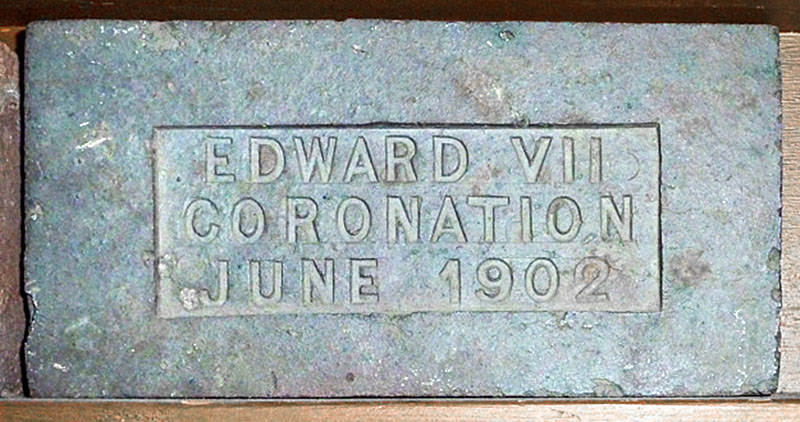 EDWARD VII
CORONATION
JUNE 1902